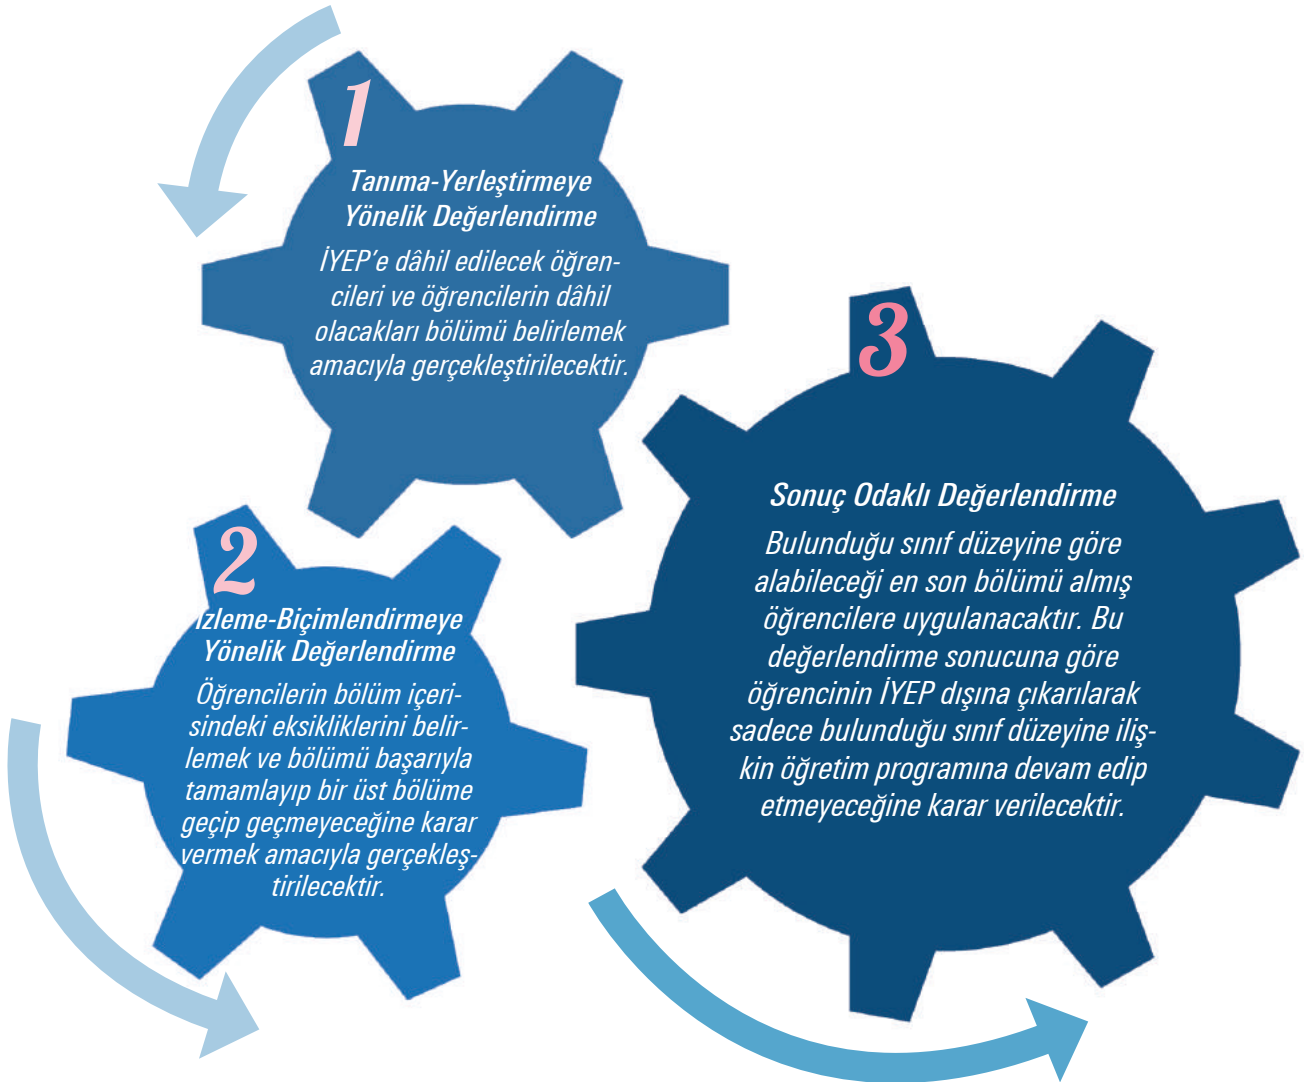 1
Tanıma-Yerleştirmeye
Yönelik Değerlendirme
İYEP’e dâhil edilecek öğren-
cileri ve öğrencilerin dâhil
olacakları bölümü belirlemek
amacıyla gerçekleştirilecektir.
2
İzleme-Biçimlendirmeye
Yönelik Değerlendirme
Öğrencilerin bölüm içeri-
sindeki eksikliklerini belir-
lemek ve bölümü başarıyla
tamamlayıp bir üst bölüme
geçip geçmeyeceğine karar
vermek amacıyla gerçekleş-
tirilecektir.
3
Sonuç Odaklı Değerlendirme
Bulunduğu sınıf düzeyine göre
alabileceği en son bölümü almış
öğrencilere uygulanacaktır. Bu
değerlendirme sonucuna göre
öğrencinin İYEP dışına çıkarılarak
sadece bulunduğu sınıf düzeyine iliş-
kin öğretim programına devam edip
etmeyeceğine karar verilecektir.